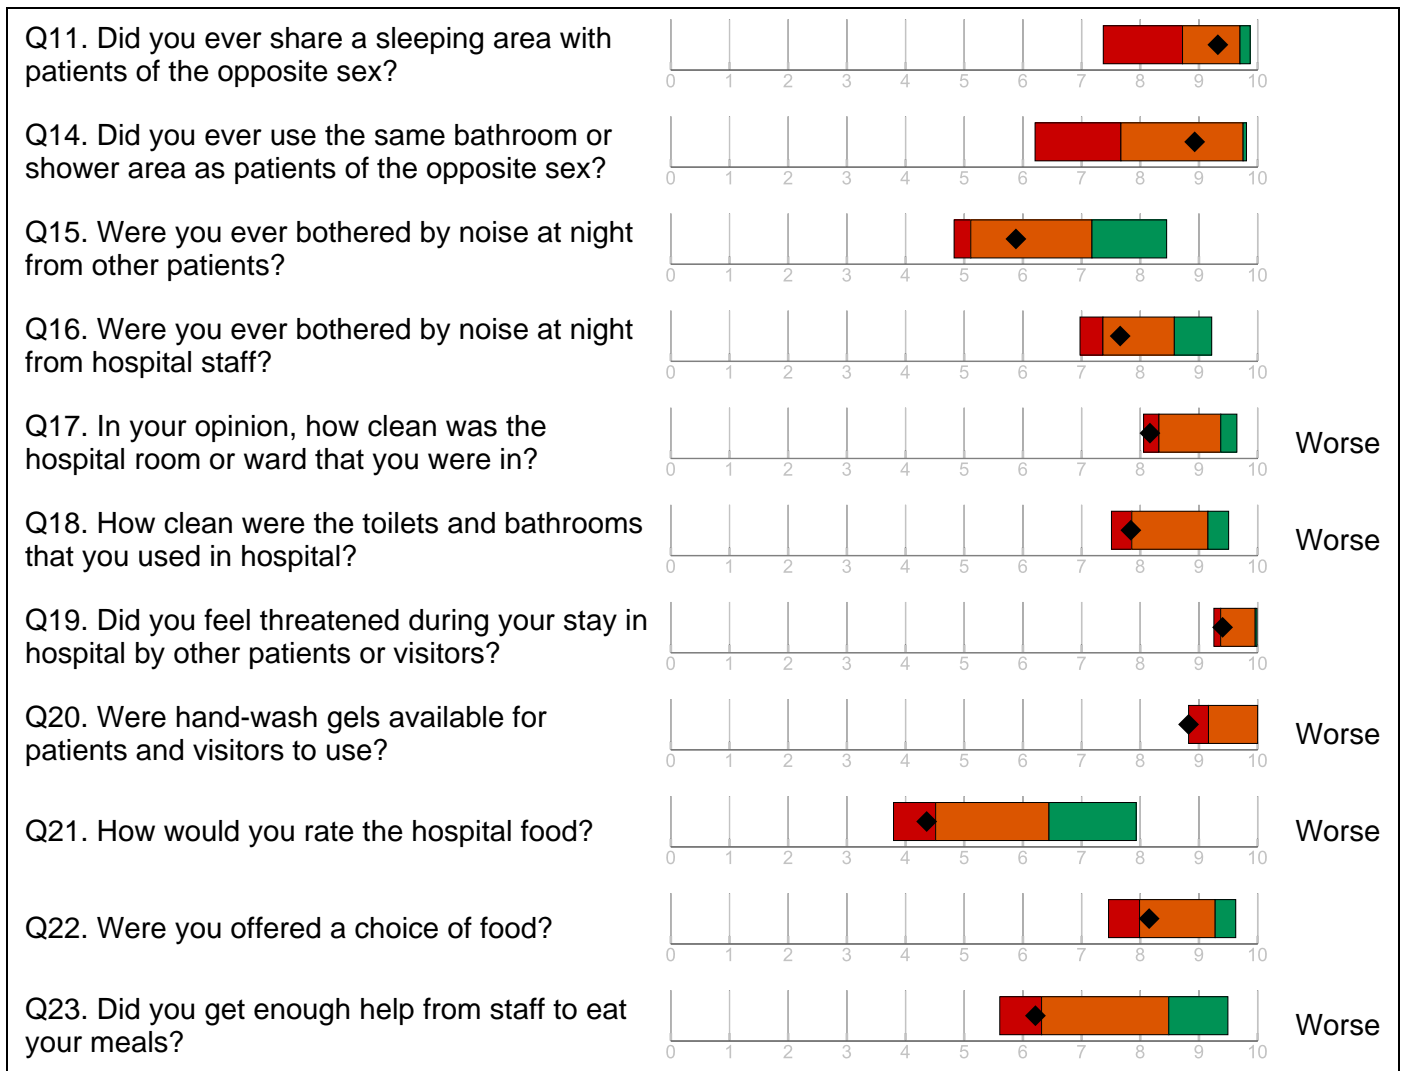 Q11. Did you ever share a sleeping area with
patients of the opposite sex?
0 1 2 3 4 5 6 7 8 9 10
Q14. Did you ever use the same bathroom or
shower area as patients of the opposite sex?
0 1 2 3 4 5 6 7 8 9 10
Q15. Were you ever bothered by noise at night
from other patients?
0 1 2 3 4 5 6 7 8 9 10
Q16. Were you ever bothered by noise at night
from hospital staff?
0 1 2 3 4 5 6 7 8 9 10
Q17. In your opinion, how clean was the
hospital room or ward that you were in?
Worse
0 1 2 3 4 5 6 7 8 9 10
Q18. How clean were the toilets and bathrooms
that you used in hospital?
Worse
0 1 2 3 4 5 6 7 8 9 10
Q19. Did you feel threatened during your stay in
hospital by other patients or visitors?
0 1 2 3 4 5 6 7 8 9 10
Q20. Were hand-wash gels available for
patients and visitors to use?
Worse
0 1 2 3 4 5 6 7 8 9 10
Q21. How would you rate the hospital food?
Worse
0 1 2 3 4 5 6 7 8 9 10
Q22. Were you offered a choice of food?
0 1 2 3 4 5 6 7 8 9 10
Q23. Did you get enough help from staff to eat
your meals?
Worse
0 1 2 3 4 5 6 7 8 9 10